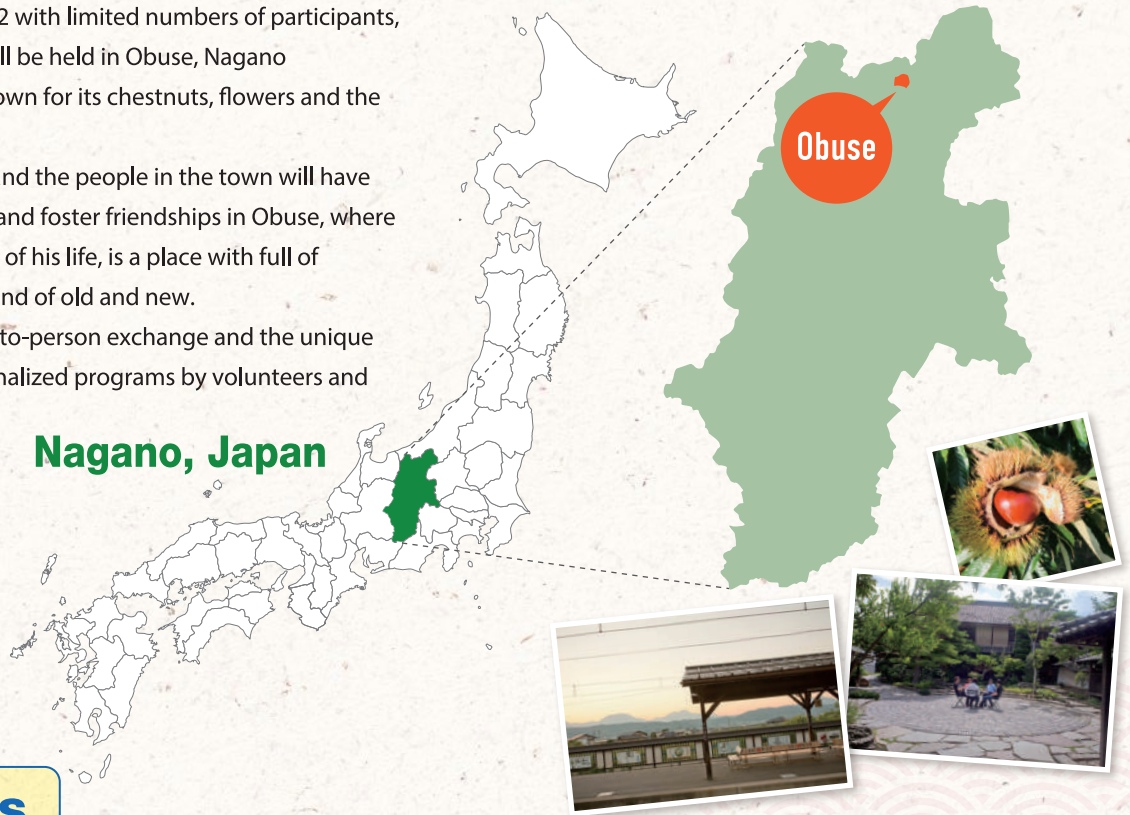 2 with limited numbers of participants,
ll be held in Obuse, Nagano
own for its chestnuts, flowers and the
nd the people in the town will have
and foster friendships in Obuse, where
of his life, is a place with full of
nd of old and new.
to-person exchange and the unique
nalized programs by volunteers and
Nagano, Japan
Obuse
s